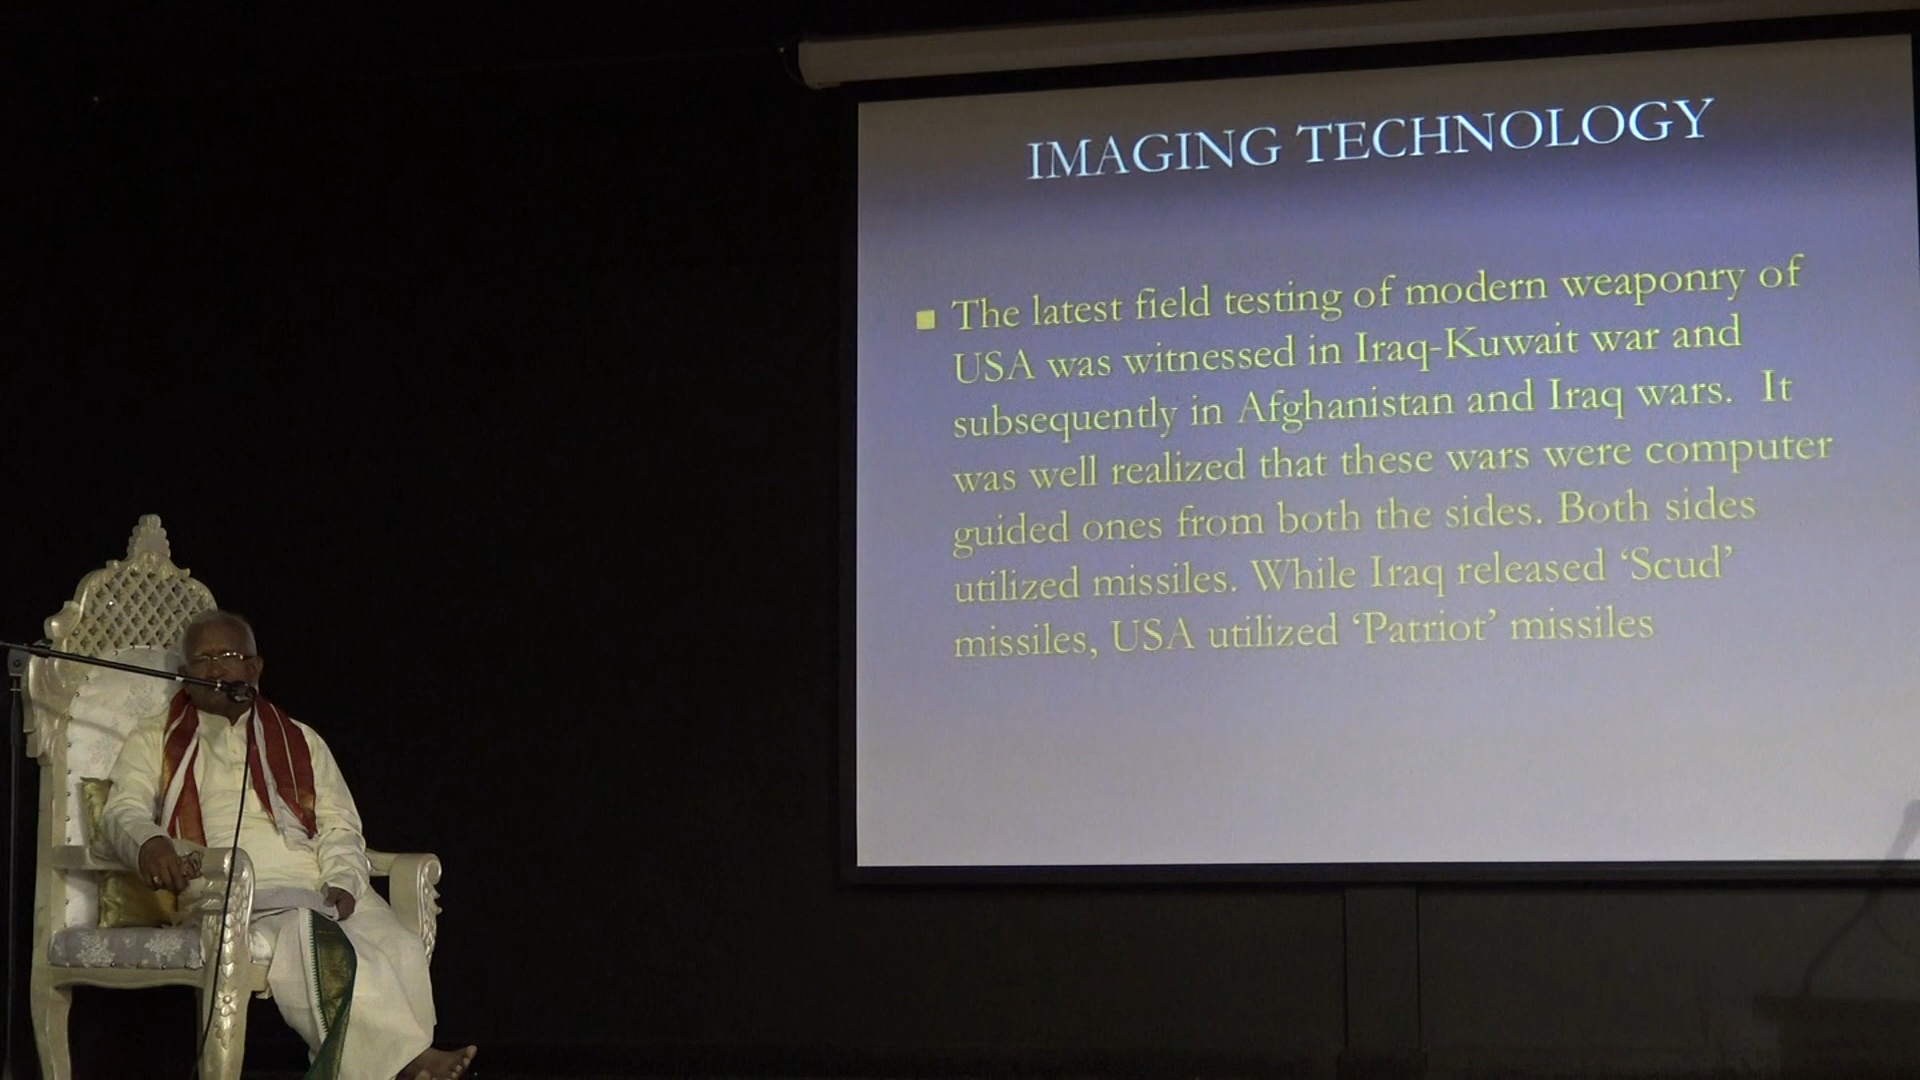 IMAGING TECHNOLOGY
The latest field testing of modern weaponry of
USA was witnessed in Iraq-Kuwait war and
subsequently in Afghanistan and Iraq wars. It
was well realized that these wars were computer
guided ones from both the sides. Both sides
utilized missiles. While Iraq released ‘Scud’
missiles, USA utilized ‘Patriot’ missiles